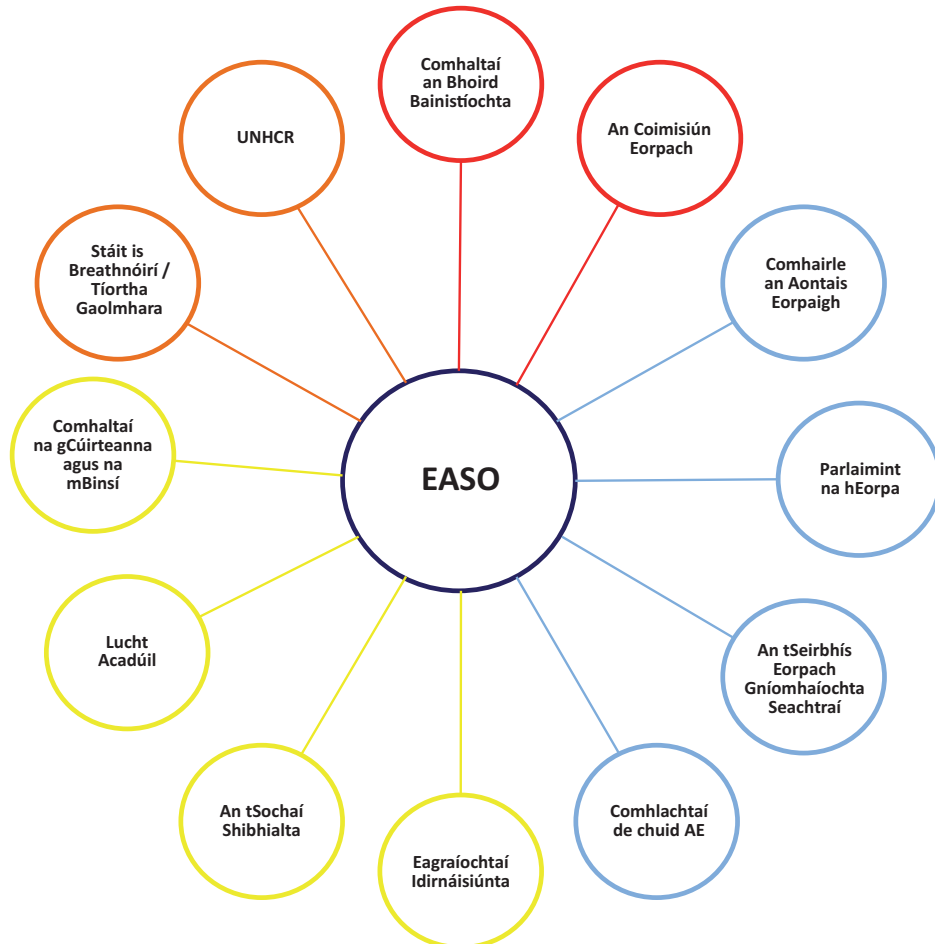 Comhaltaí
an Bhoird
Bainistíochta
An Coimisiún
Eorpach
Comhairle
an Aontais
Eorpaigh
Parlaimint
na hEorpa
An tSeirbhís
Eorpach
Gníomhaíochta
Seachtraí
Comhlachtaí
de chuid AE
Eagraíochtaí
Idirnáisiúnta
An tSochaí
Shibhialta
Lucht
Acadúil
Comhaltaí
na gCúirteanna
agus na
mBinsí
Stáit is
Breathnóirí /
Tíortha
Gaolmhara
UNHCR
EASO